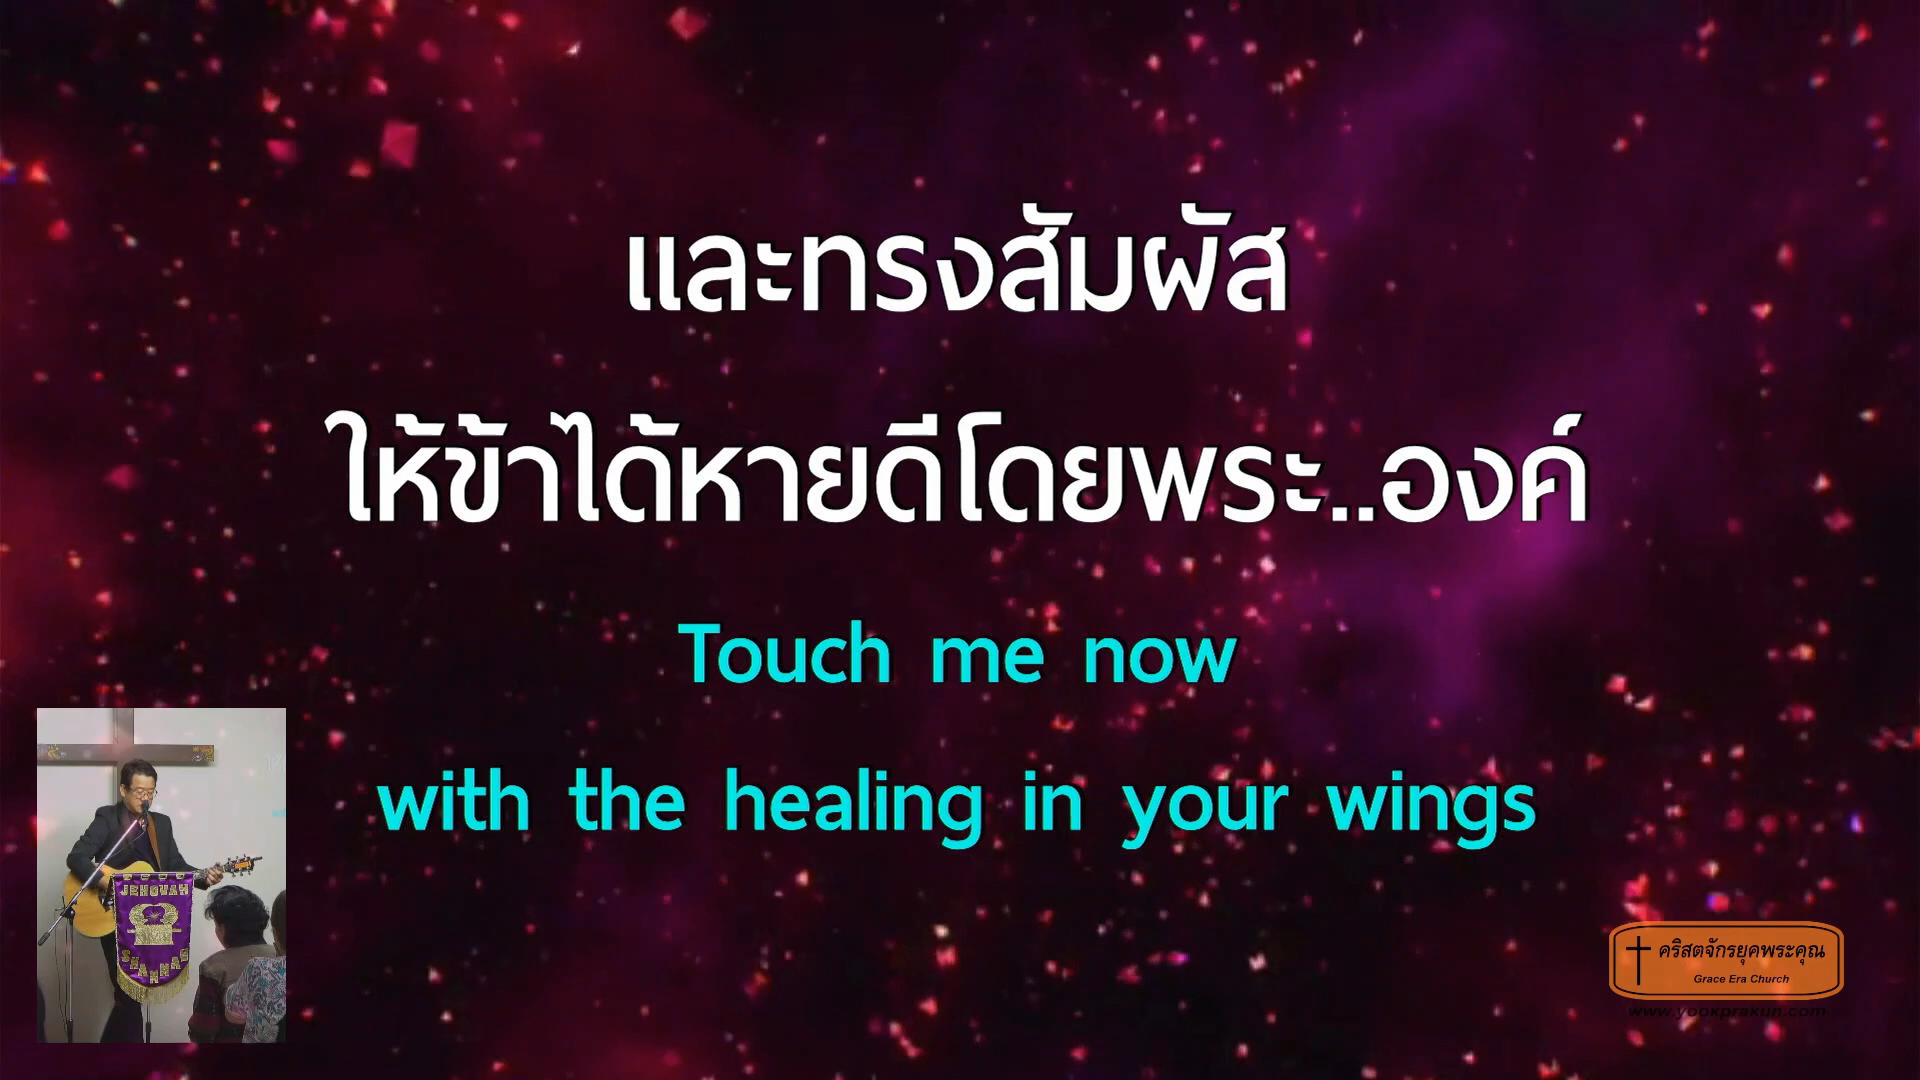 และทรงสัมผัส
ให้ข้าได้หายดีโดยพระ..องค์
Touch me now
with the healing in your wings
JEHOVAH
SHAMMAH
คริสตจักรยุคพระคุณ
Grace Era Church
www.yookprakun.com